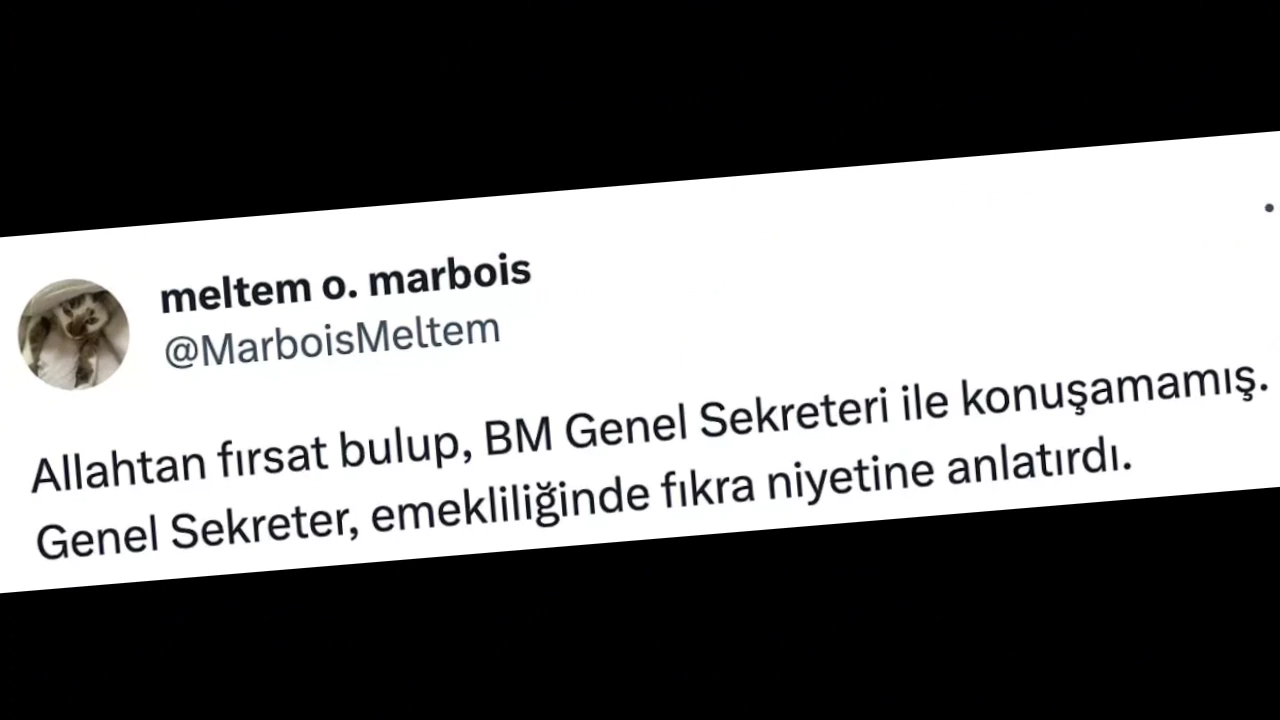 meltem o. marbois
@MarboisMeltem
Allahtan fırsat bulup, BM Genel Sekreteri ile konuşamamış.
Genel Sekreter, emekliliğinde fıkra niyetine anlatırdı.